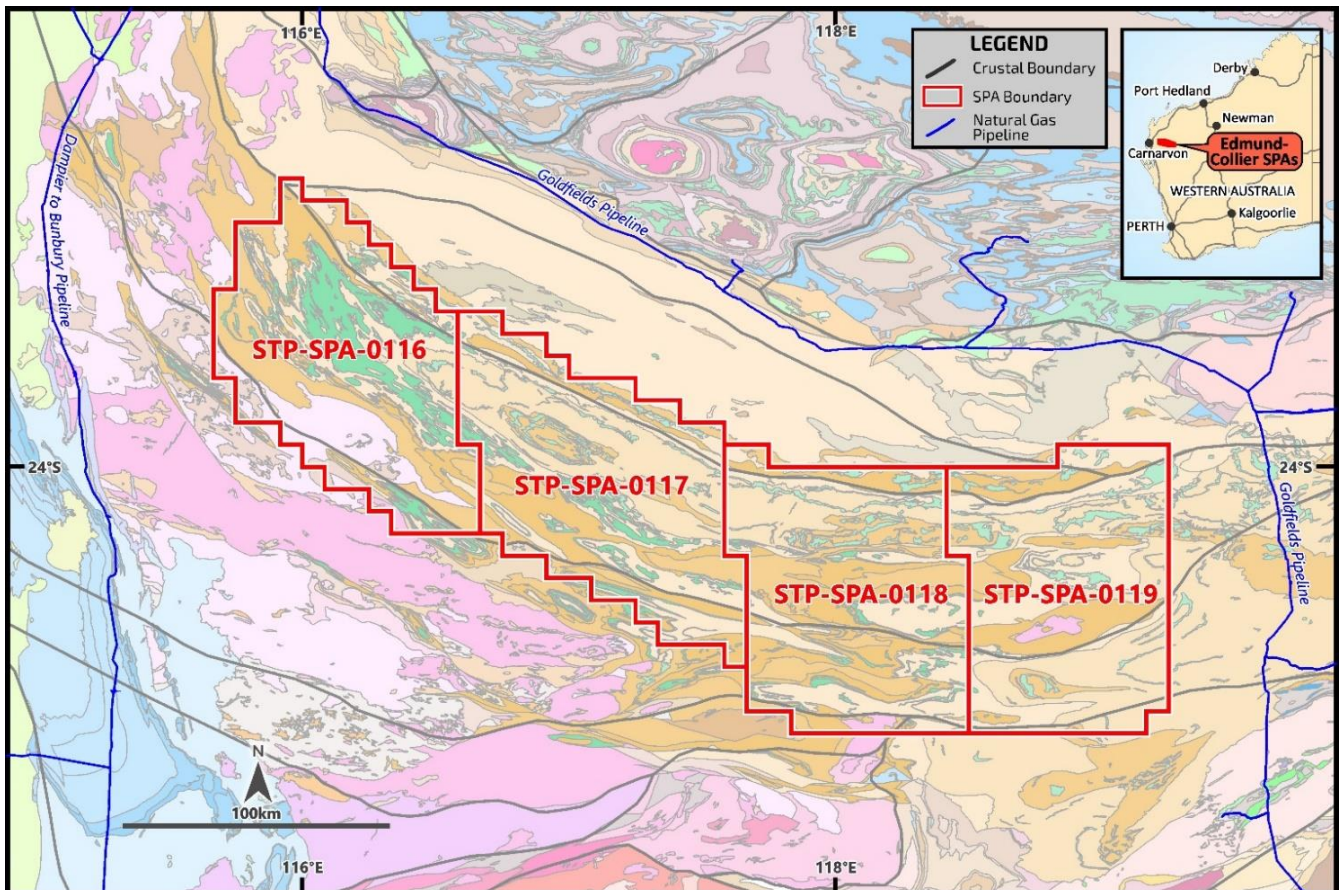 116°E
118°E
LEGEND
Crustal Boundary
SPA Boundary
Natural Gas
Pipeline
Derby
Port Hedland
Newman
Edmund-
Collier SPAs
Carnarvon
WESTERN AUSTRALIA
Kalgoorlie
PERTH
Dampier to Bunbury Pipeline
Goldfields Pipeline
STP-SPA-0116
24°S
24°S
STP-SPA-0117
Goldfields Pipeline
STP-SPA-0118
STP-SPA-0119
N
100km
116°E
118°E